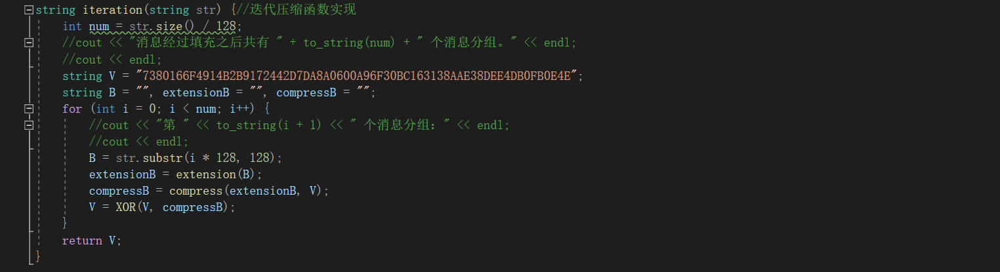 string iteration(string str) {//迭代压缩函数实现
    int num = str.size() / 128;
    //cout << "消息经过填充之后共有 " + to_string(num) + " 个消息分组。" << endl;
    //cout << endl;
    string V = "7380166F4914B2B9172442D7DA8A0600A96F30BC163138AAE38DEE4DB0FB0E4E";
    string B = "", extensionB = "", compressB = "";
    for (int i = 0; i < num; i++) {
        //cout << "第 " << to_string(i + 1) << " 个消息分组：" << endl;
        //cout << endl;
        B = str.substr(i * 128, 128);
        extensionB = extension(B);
        compressB = compress(extensionB, V);
        V = XOR(V, compressB);
    }
    return V;
}